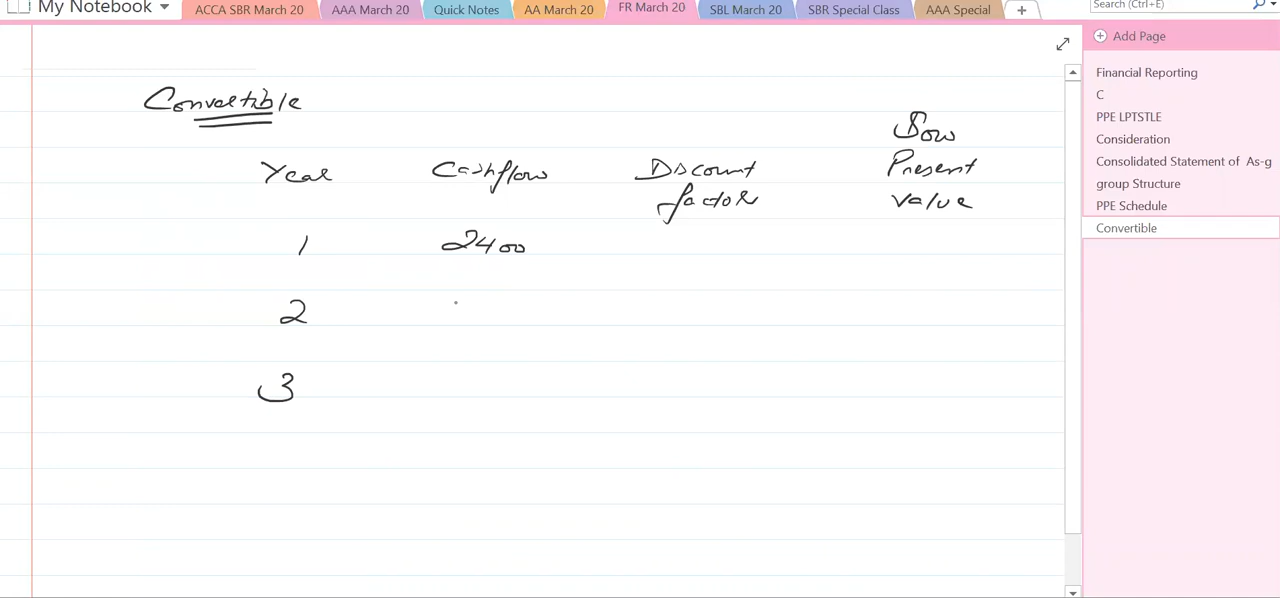 My Notebook
ACCA SBR March 20
AAA March 20
Quick Notes
AA March 20
FR March 20
SBL March 20
SBR Special Class
AAA Special
+
Search (Ctrl+E)
Add Page
Financial Reporting
C
PPE LPTSTLE
Consideration
Consolidated Statement of As-g
group Structure
PPE Schedule
Convertible
Convertible
Year Cashflow Discount factors Present value
1 2400
2
3